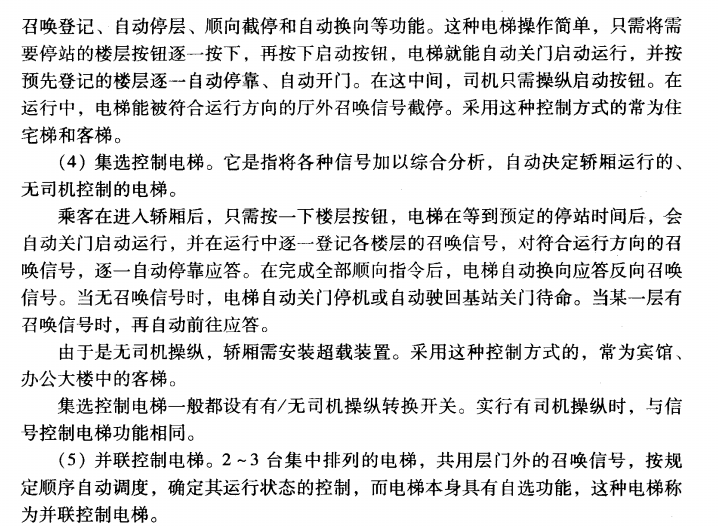 召唤登记、自动停层、顺向截停和自动换向等功能。这种电梯操作简单，只需将需
要停站的楼层按钮逐一按下，再按下启动按钮，电梯就能自动关门启动运行，并按
预先登记的楼层逐一自动停靠、自动开门。在这中间，司机只需操纵启动按钮。在
运行中，电梯能被符合运行方向的厅外召唤信号截停。采用这种控制方式的常为住
宅梯和客梯。
（4）集选控制电梯。它是指将各种信号加以综合分析，自动决定轿厢运行的、
无司机控制的电梯。
乘客在进入轿厢后，只需按一下楼层按钮，电梯在等到预定的停站时间后，会
自动关门启动运行，并在运行中逐一登记各楼层的召唤信号，对符合运行方向的召
唤信号，逐一自动停靠应答。在完成全部顺向指令后，电梯自动换向应答反向召唤
信号。当无召唤信号时，电梯自动关门停机或自动驶回基站关门待命。当某一层有
召唤信号时，再自动前往应答。
由于是无司机操纵，轿厢需安装超载装置。采用这种控制方式的，常为宾馆、
办公大楼中的客梯。
集选控制电梯一般都设有有/无司机操纵转换开关。实行有司机操纵时，与信
号控制电梯功能相同。
（5）并联控制电梯。2~3 台集中排列的电梯，共用层门外的召唤信号，按规
定顺序自动调度，确定其运行状态的控制，而电梯本身具有自选功能，这种电梯称
为并联控制电梯。